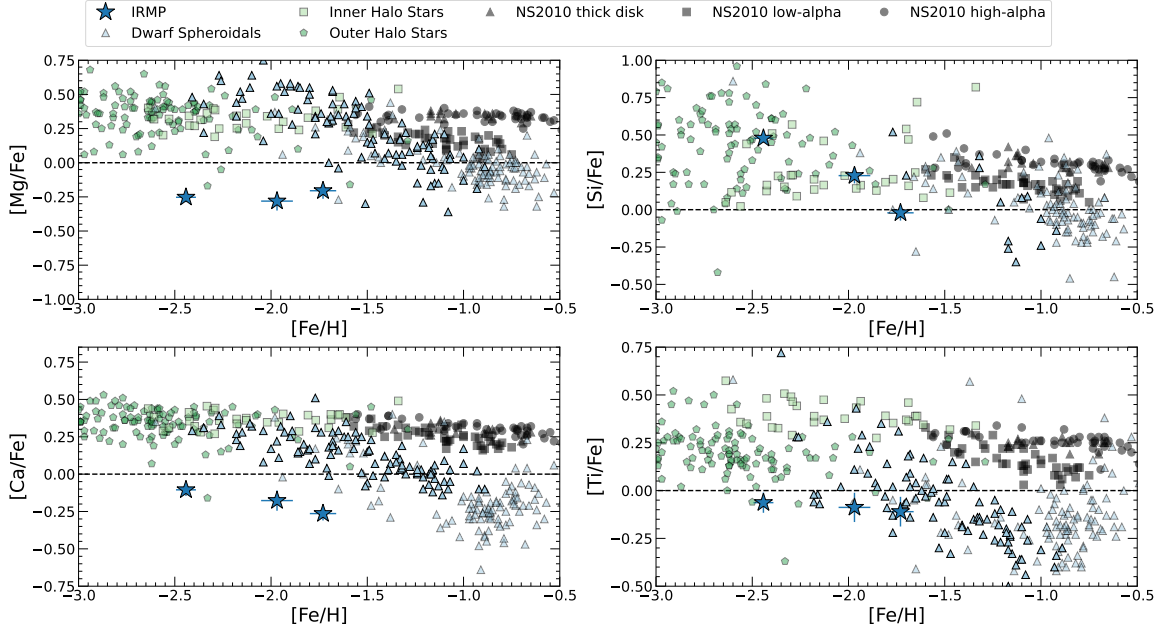 IRMP Inner Halo Stars NS2010 thick disk NS2010 low-alpha NS2010 high-alpha
Dwarf Spheroidals Outer Halo Stars
0.75
0.50
0.25
0.00
−0.25
−0.50
−0.75
−1.00
[Mg/Fe]
−3.0 −2.5 −2.0 −1.5 −1.0 −0.5
[Fe/H]
1.00
0.75
0.50
0.25
0.00
−0.25
−0.50
[Si/Fe]
−3.0 −2.5 −2.0 −1.5 −1.0 −0.5
[Fe/H]
0.75
0.50
0.25
0.00
−0.25
−0.50
−0.75
[Ca/Fe]
−3.0 −2.5 −2.0 −1.5 −1.0 −0.5
[Fe/H]
0.75
0.50
0.25
0.00
−0.25
−0.50
[Ti/Fe]
−3.0 −2.5 −2.0 −1.5 −1.0 −0.5
[Fe/H]